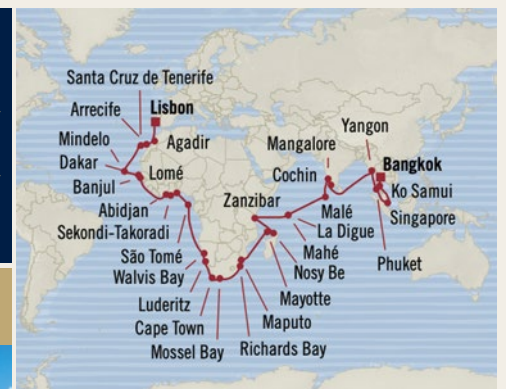 Santa Cruz de Tenerife
Arrecife
Lisbon
Mindelo
Agadir
Dakar
Banjul
Lomé
Abidjan
Sekondi-Takoradi
São Tomé
Walvis Bay
Luderitz
Cape Town
Mossel Bay
Richards Bay
Maputo
Mayotte
Nosy Be
Mahé
La Digue
Malé
Zanzibar
Cochin
Mangalore
Yangon
Bangkok
Ko Samui
Singapore
Phuket